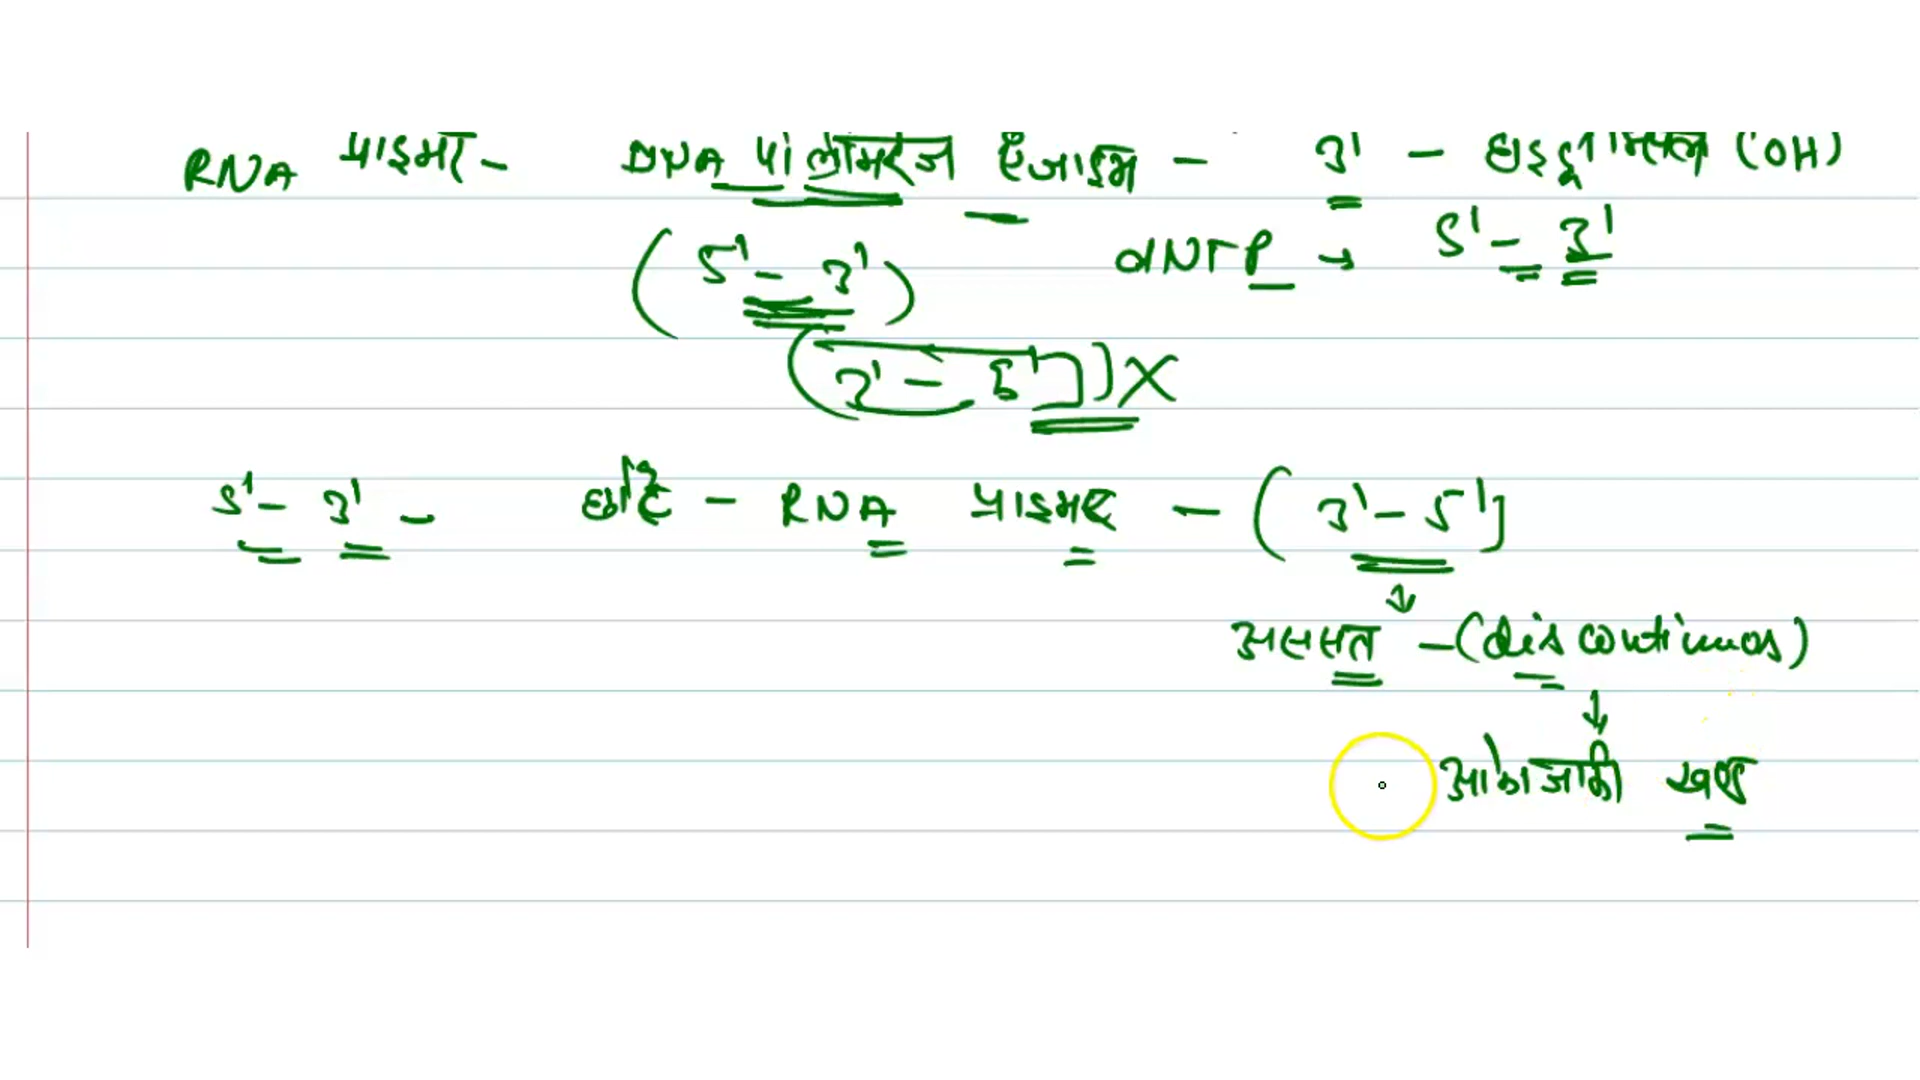 RNA प्राइमर - DNA पॉलीमरेज एंजाइम - 3' - हाइड्रॉक्सिल (OH)
(5' - 3') dNTP → 5' - 3'
(3' - 5'])X
5' - 3' - छोटे - RNA प्राइमर - (3' - 5']
↓
असतत - (discontinuos)
↓
ओकाजाकी खण्ड